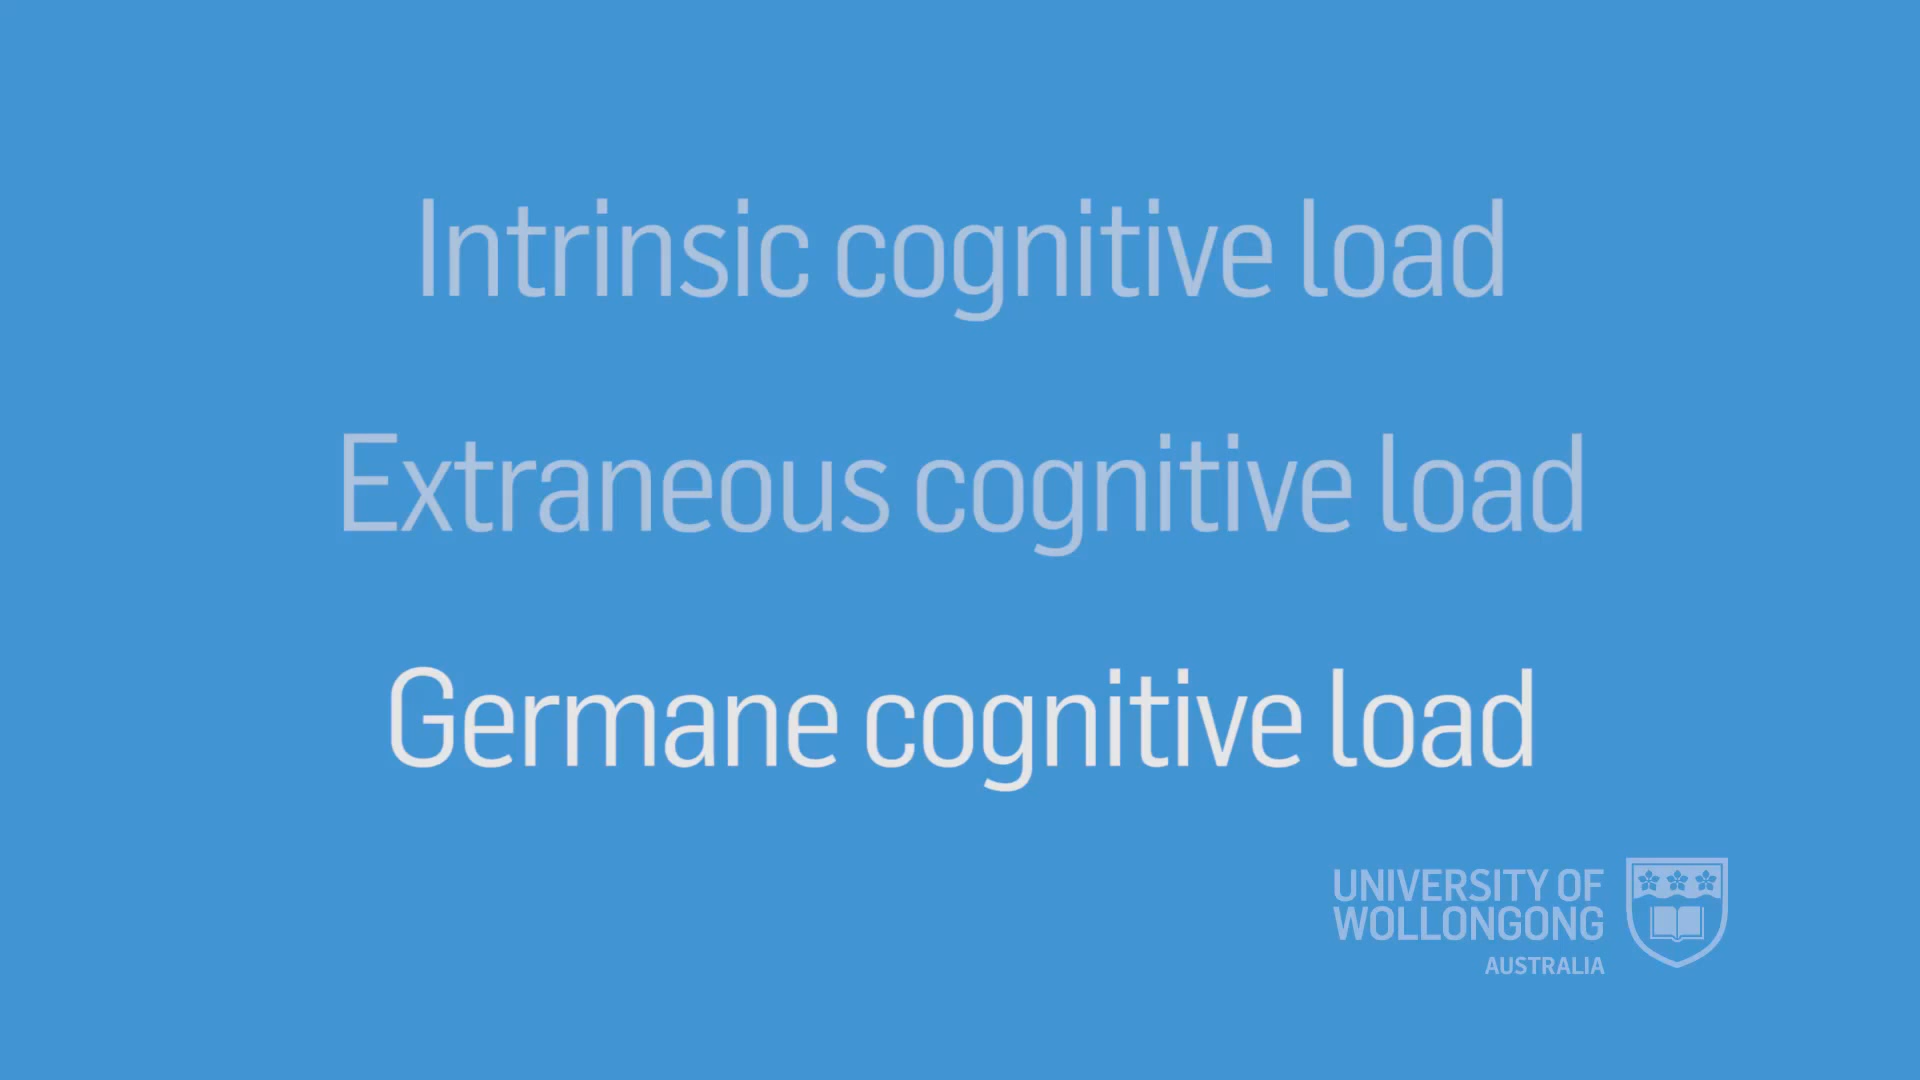 Intrinsic cognitive load
Extraneous cognitive load
Germane cognitive load
UNIVERSITY OF
WOLLONGONG
AUSTRALIA